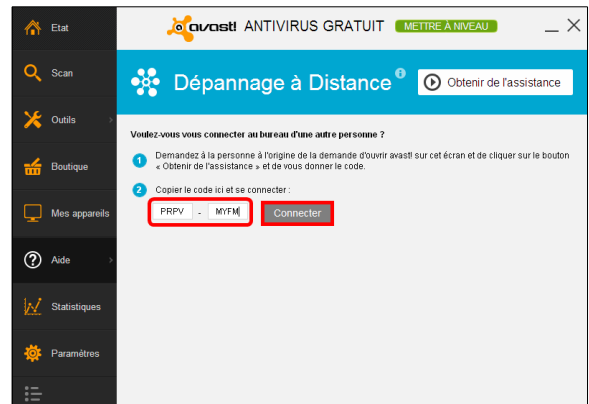 Etat
avast! ANTIVIRUS GRATUIT METTRE À NIVEAU
Scan
Dépannage à Distance
Obtenir de l'assistance
Outils
Voulez-vous vous connecter au bureau d'une autre personne ?
1 Demandez à la personne à l'origine de la demande d'ouvrir avast! sur cet écran et de cliquer sur le bouton
« Obtenir de l'assistance » et de vous donner le code.
Boutique
2 Copier le code ici et se connecter :
PRPV - MYFM Connecter
Mes appareils
Aide
Statistiques
Paramètres